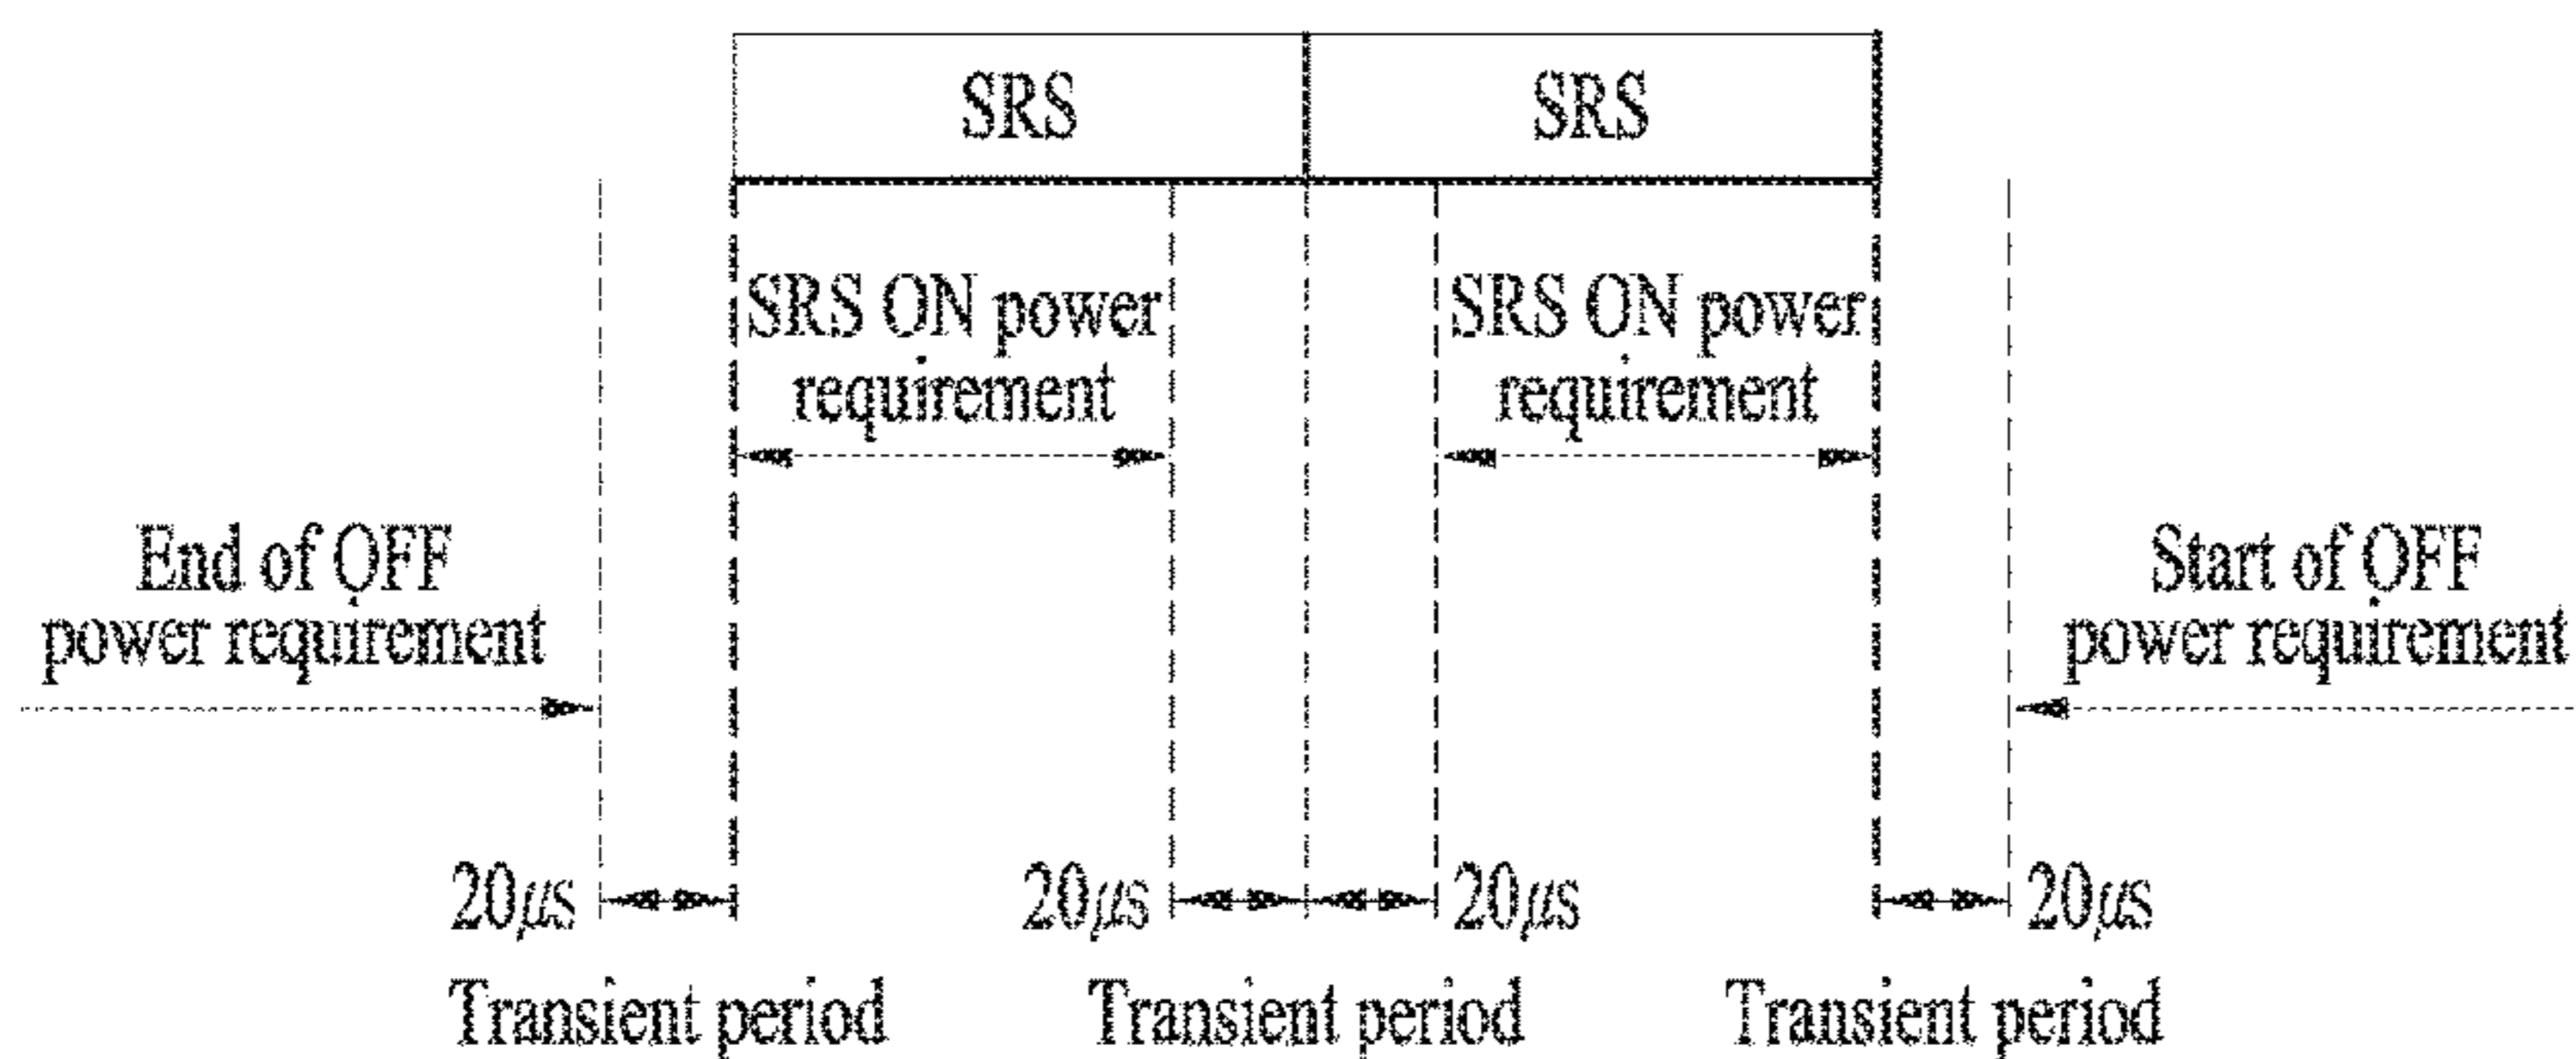 SRS SRS
SRS ON power
requirement
SRS ON power
requirement
End of OFF
power requirement
Start of OFF
power requirement
20μs 20μs 20μs 20μs
Transient period Transient period Transient period